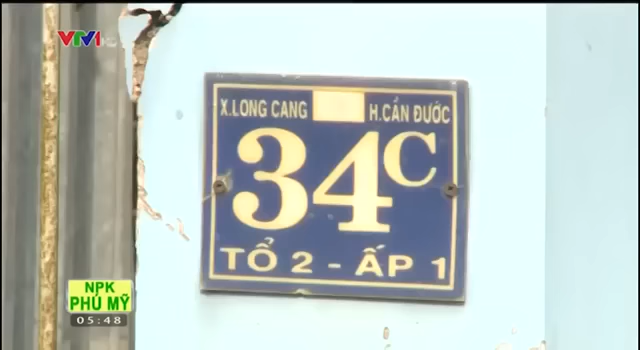 VTV1
X.LONG CANG H.CẦN ĐƯỚC
34C
TỔ 2 - ẤP 1
NPK
PHÚ MỸ
05:48